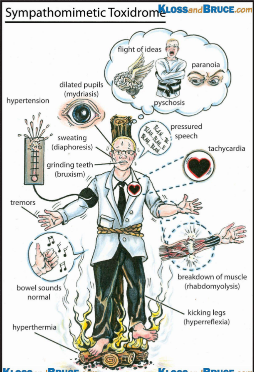 Sympathomimetic Toxidrome
KLOSSandBRUCE.com
flight of ideas
paranoia
pyschosis
dilated pupils
(mydriasis)
hypertension
sweating
(diaphoresis)
pressured
speech
grinding teeth
(bruxism)
tachycardia
tremors
bowel sounds
normal
breakdown of muscle
(rhabdomyolysis)
kicking legs
(hyperreflexia)
hyperthermia